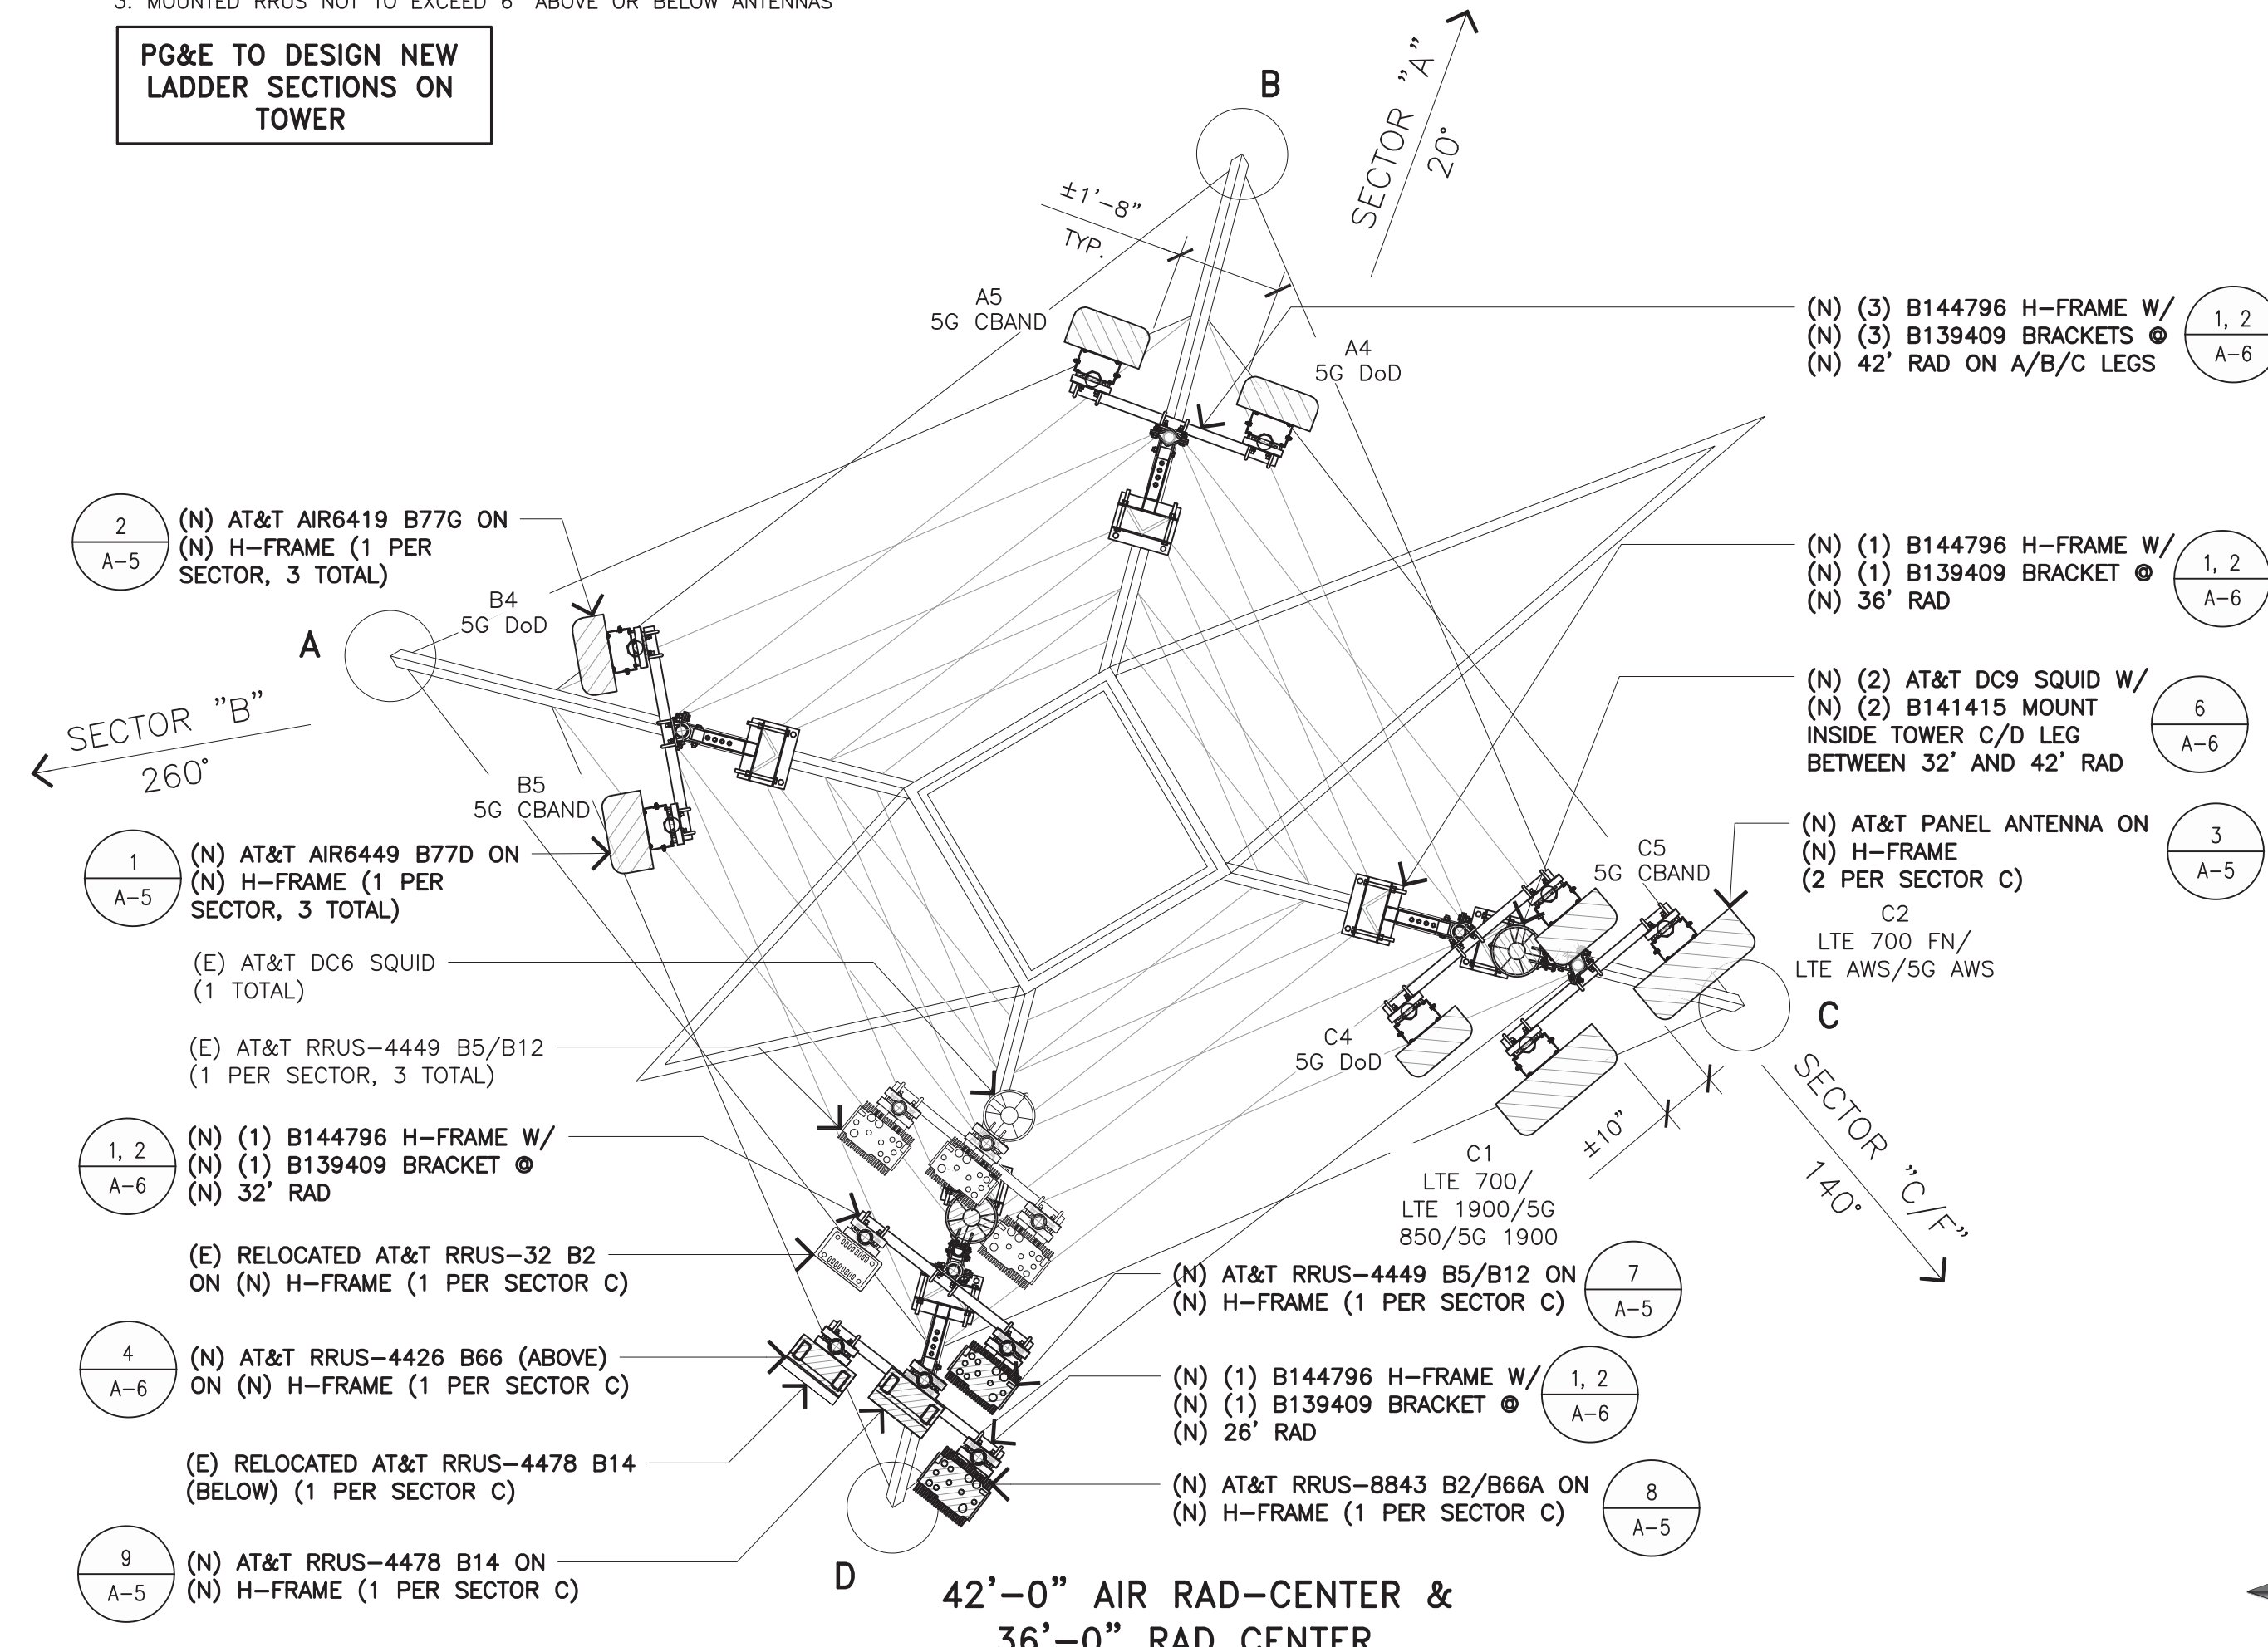 3. MOUNTED RRUS NOT TO EXCEED 6" ABOVE OR BELOW ANTENNAS
PG&E TO DESIGN NEW
LADDER SECTIONS ON
TOWER
B
SECTOR "A"
20°
±1'-8"
TYP.
A5
5G CBAND
A4
5G DoD
(N) (3) B144796 H-FRAME W/
(N) (3) B139409 BRACKETS @
(N) 42' RAD ON A/B/C LEGS
1, 2
A-6
2
A-5
(N) AT&T AIR6419 B77G ON
(N) H-FRAME (1 PER
SECTOR, 3 TOTAL)
B4
5G DoD
A
SECTOR "B"
260°
B5
5G CBAND
1
A-5
(N) AT&T AIR6449 B77D ON
(N) H-FRAME (1 PER
SECTOR, 3 TOTAL)
(N) (1) B144796 H-FRAME W/
(N) (1) B139409 BRACKET @
(N) 36' RAD
1, 2
A-6
(N) (2) AT&T DC9 SQUID W/
(N) (2) B141415 MOUNT
INSIDE TOWER C/D LEG
BETWEEN 32' AND 42' RAD
6
A-6
(N) AT&T PANEL ANTENNA ON
(N) H-FRAME
(2 PER SECTOR C)
3
A-5
C5
5G CBAND
C2
LTE 700 FN/
LTE AWS/5G AWS
C
C4
5G DoD
SECTOR "C/F"
140°
±10"
C1
LTE 700/
LTE 1900/5G
850/5G 1900
(E) AT&T DC6 SQUID
(1 TOTAL)
(E) AT&T RRUS-4449 B5/B12
(1 PER SECTOR, 3 TOTAL)
1, 2
A-6
(N) (1) B144796 H-FRAME W/
(N) (1) B139409 BRACKET @
(N) 32' RAD
(E) RELOCATED AT&T RRUS-32 B2
ON (N) H-FRAME (1 PER SECTOR C)
4
A-6
(N) AT&T RRUS-4426 B66 (ABOVE)
ON (N) H-FRAME (1 PER SECTOR C)
(E) RELOCATED AT&T RRUS-4478 B14
(BELOW) (1 PER SECTOR C)
9
A-5
(N) AT&T RRUS-4478 B14 ON
(N) H-FRAME (1 PER SECTOR C)
(N) AT&T RRUS-4449 B5/B12 ON
(N) H-FRAME (1 PER SECTOR C)
7
A-5
(N) (1) B144796 H-FRAME W/
(N) (1) B139409 BRACKET @
(N) 26' RAD
1, 2
A-6
(N) AT&T RRUS-8843 B2/B66A ON
(N) H-FRAME (1 PER SECTOR C)
8
A-5
D
42'-0" AIR RAD-CENTER &
36'-0" RAD CENTER